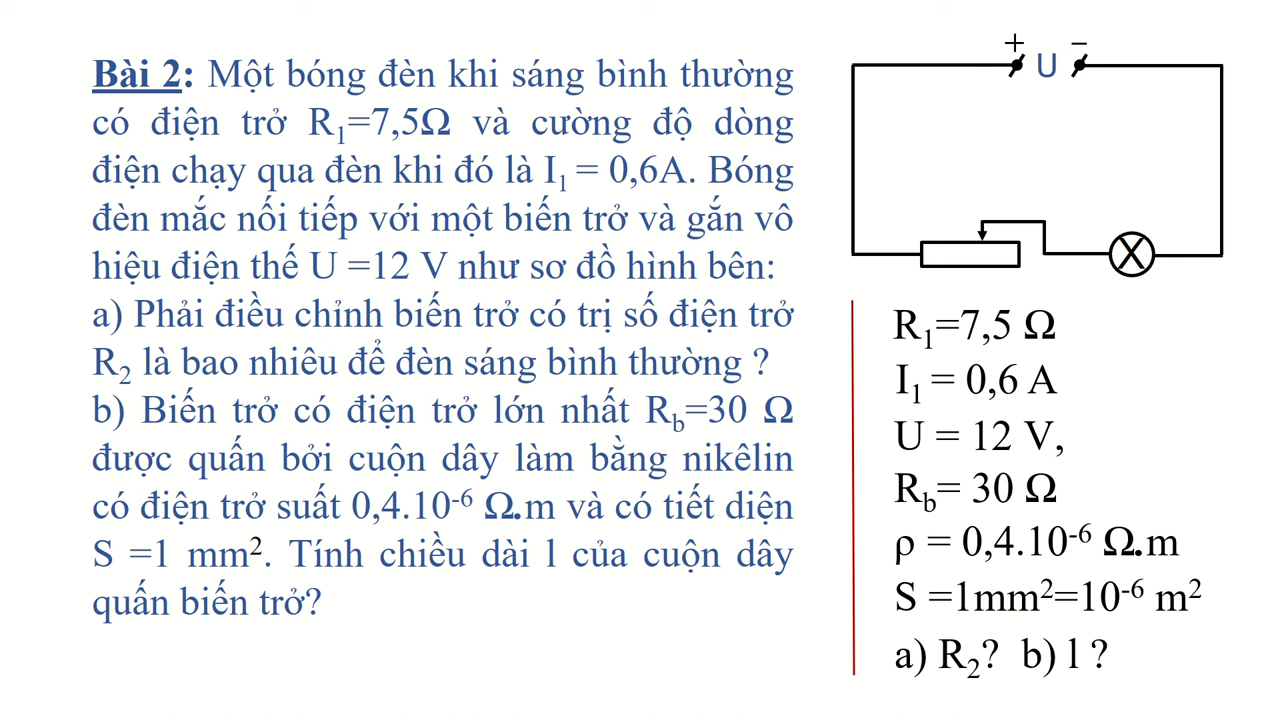 Bài 2: Một bóng đèn khi sáng bình thường
có điện trở R₁=7,5Ω và cường độ dòng
điện chạy qua đèn khi đó là I₁ = 0,6A. Bóng
đèn mắc nối tiếp với một biến trở và gắn vô
hiệu điện thế U =12 V như sơ đồ hình bên:
a) Phải điều chỉnh biến trở có trị số điện trở
R₂ là bao nhiêu để đèn sáng bình thường ?
b) Biến trở có điện trở lớn nhất R_b=30 Ω
được quấn bởi cuộn dây làm bằng nikêlin
có điện trở suất 0,4.10⁻⁶ Ω.m và có tiết diện
S =1 mm². Tính chiều dài l của cuộn dây
quấn biến trở?
+ U −
R₁=7,5 Ω
I₁ = 0,6 A
U = 12 V,
R_b= 30 Ω
ρ = 0,4.10⁻⁶ Ω.m
S =1mm²=10⁻⁶ m²
a) R₂? b) l ?